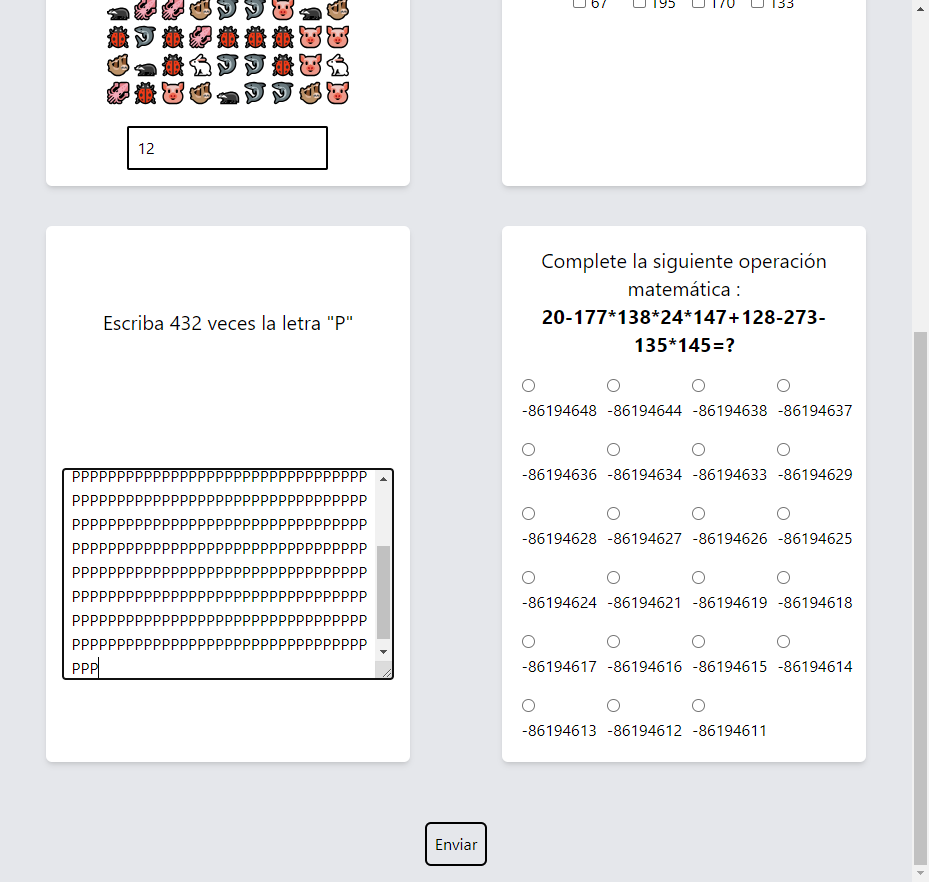 67 195 170 133
12
Escriba 432 veces la letra "P"
PPPPPPPPPPPPPPPPPPPPPPPPPPPPPPPPP
PPPPPPPPPPPPPPPPPPPPPPPPPPPPPPPPP
PPPPPPPPPPPPPPPPPPPPPPPPPPPPPPPPP
PPPPPPPPPPPPPPPPPPPPPPPPPPPPPPPPP
PPPPPPPPPPPPPPPPPPPPPPPPPPPPPPPPP
PPPPPPPPPPPPPPPPPPPPPPPPPPPPPPPPP
PPPPPPPPPPPPPPPPPPPPPPPPPPPPPPPPP
PPPPPPPPPPPPPPPPPPPPPPPPPPPPPPPPP
PPP
Complete la siguiente operación
matemática :
20-177*138*24*147+128-273-
135*145=?
-86194648 -86194644 -86194638 -86194637
-86194636 -86194634 -86194633 -86194629
-86194628 -86194627 -86194626 -86194625
-86194624 -86194621 -86194619 -86194618
-86194617 -86194616 -86194615 -86194614
-86194613 -86194612 -86194611
Enviar